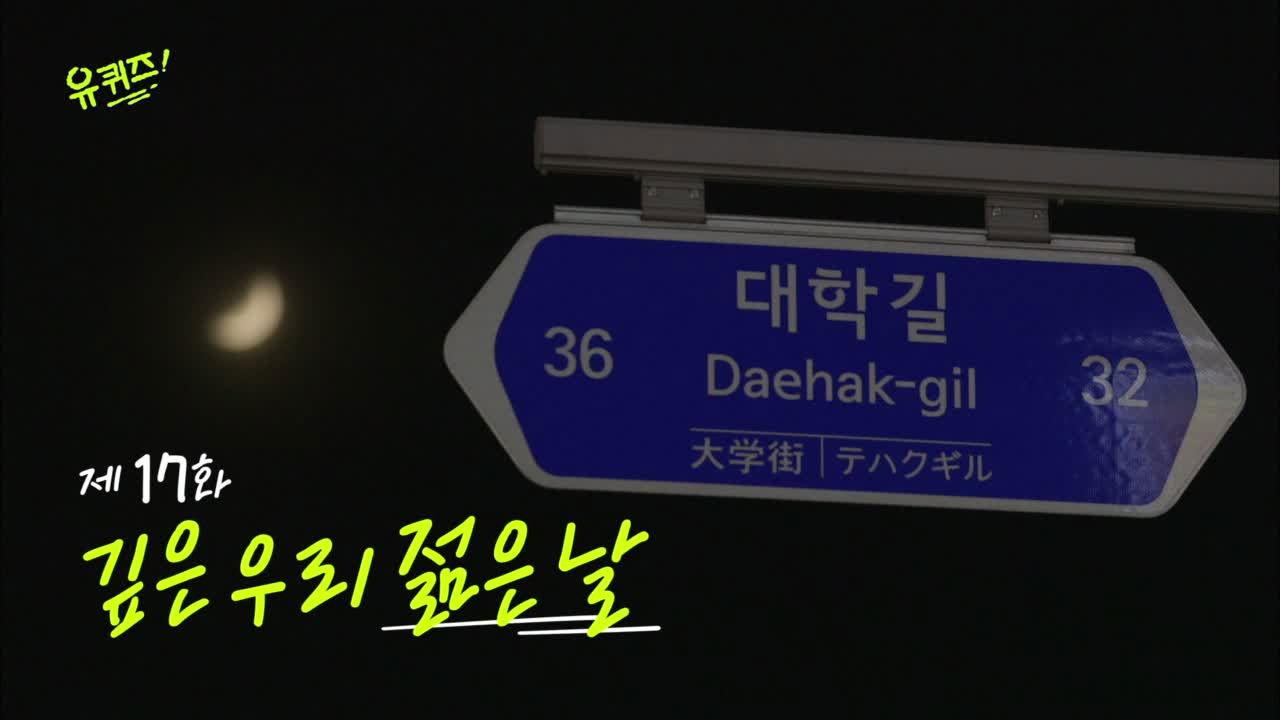 유퀴즈!
대학길
36
Daehak-gil
32
大学街 | テハクギル
제 17화
깊은 우리 젊은 날